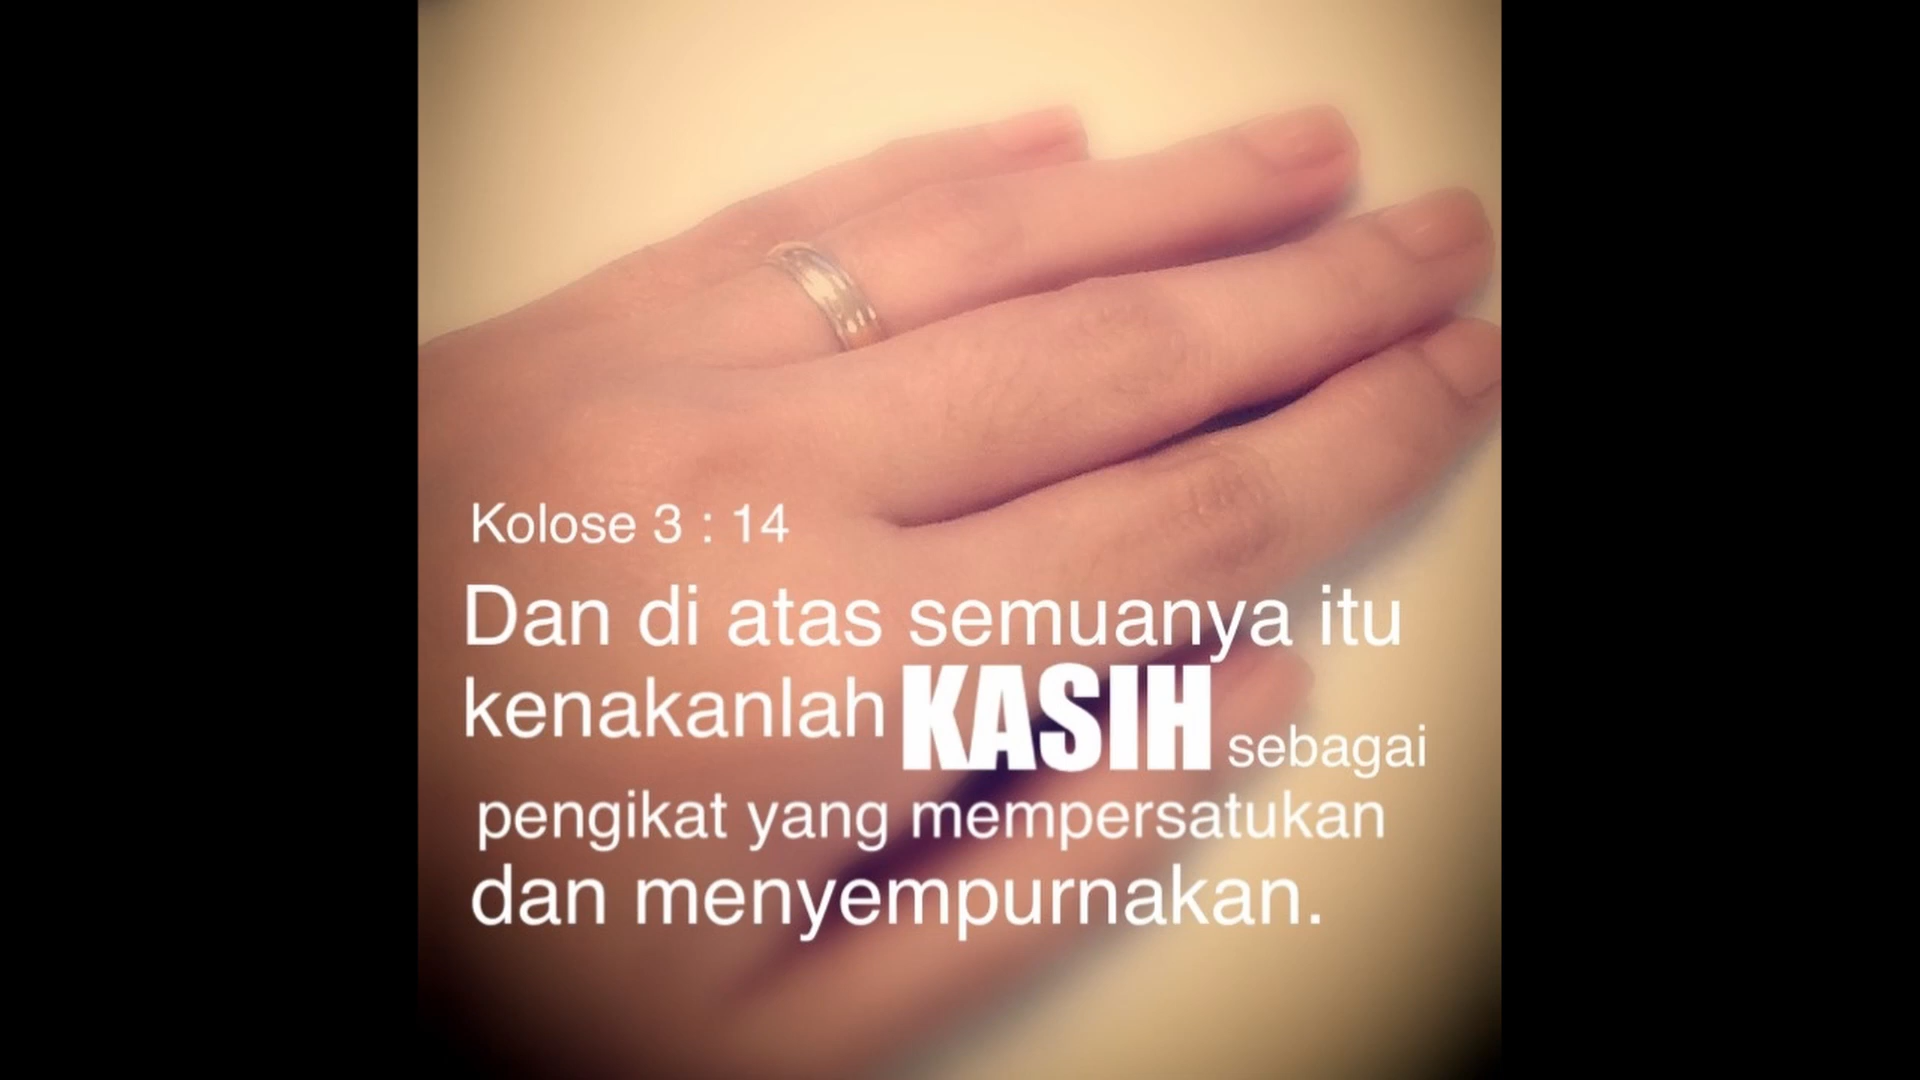 Kolose 3 : 14
Dan di atas semuanya itu
kenakanlah KASIH sebagai
pengikat yang mempersatukan
dan menyempurnakan.